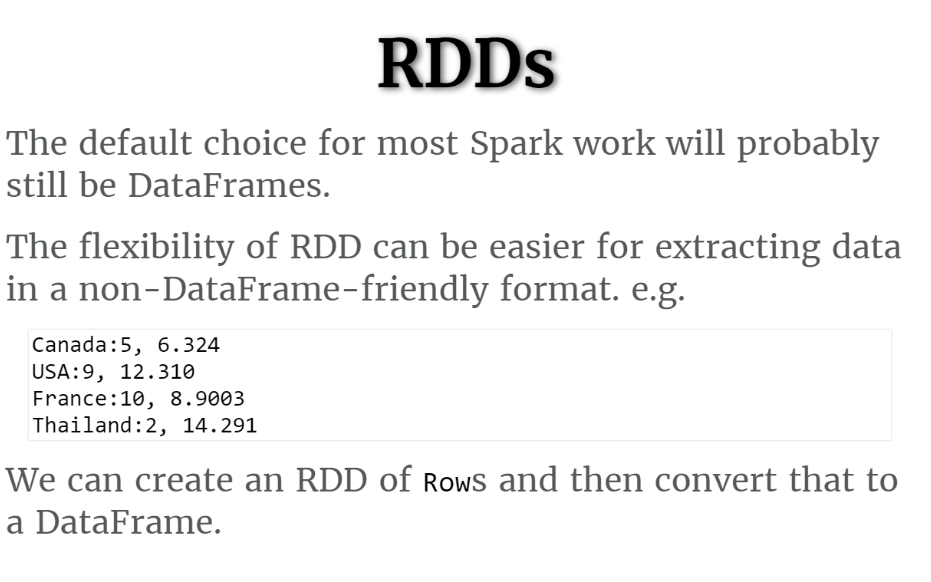 RDDs
The default choice for most Spark work will probably
still be DataFrames.
The flexibility of RDD can be easier for extracting data
in a non-DataFrame-friendly format. e.g.
Canada:5, 6.324
USA:9, 12.310
France:10, 8.9003
Thailand:2, 14.291
We can create an RDD of Rows and then convert that to
a DataFrame.